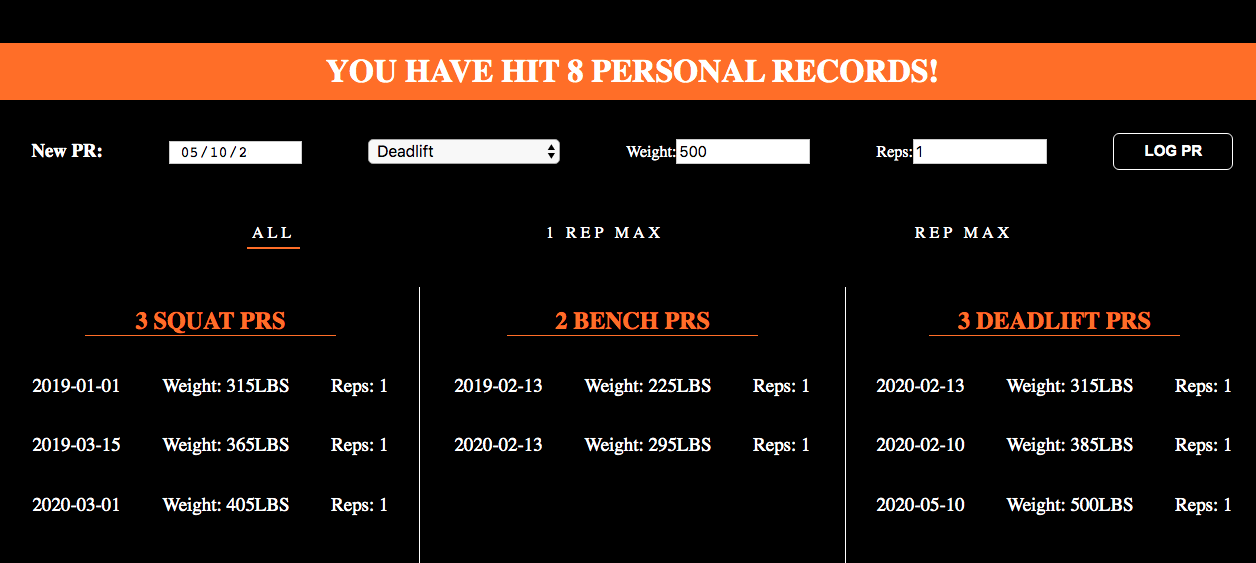 YOU HAVE HIT 8 PERSONAL RECORDS!
New PR: 05/10/2 Deadlift Weight: 500 Reps: 1 LOG PR
ALL 1 REP MAX REP MAX
3 SQUAT PRS
2019-01-01 Weight: 315LBS Reps: 1
2019-03-15 Weight: 365LBS Reps: 1
2020-03-01 Weight: 405LBS Reps: 1
2 BENCH PRS
2019-02-13 Weight: 225LBS Reps: 1
2020-02-13 Weight: 295LBS Reps: 1
3 DEADLIFT PRS
2020-02-13 Weight: 315LBS Reps: 1
2020-02-10 Weight: 385LBS Reps: 1
2020-05-10 Weight: 500LBS Reps: 1